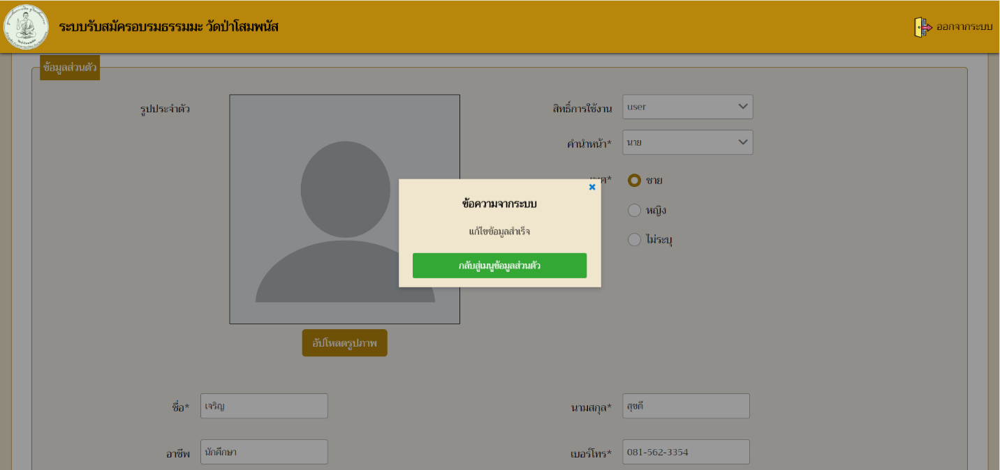 ระบบรับสมัครอบรมธรรมมะ วัดป่าโสมพนัส
ออกจากระบบ
ข้อมูลส่วนตัว
รูปประจำตัว
สิทธิ์การใช้งาน user
คำนำหน้า* นาย
ชาย
ข้อความจากระบบ
หญิง
แก้ไขข้อมูลสำเร็จ
ไม่ระบุ
กลับสู่เมนูข้อมูลส่วนตัว
อัปโหลดรูปภาพ
ชื่อ* เจริญ
นามสกุล* สุขดี
อาชีพ นักศึกษา
เบอร์โทร* 081-562-3354